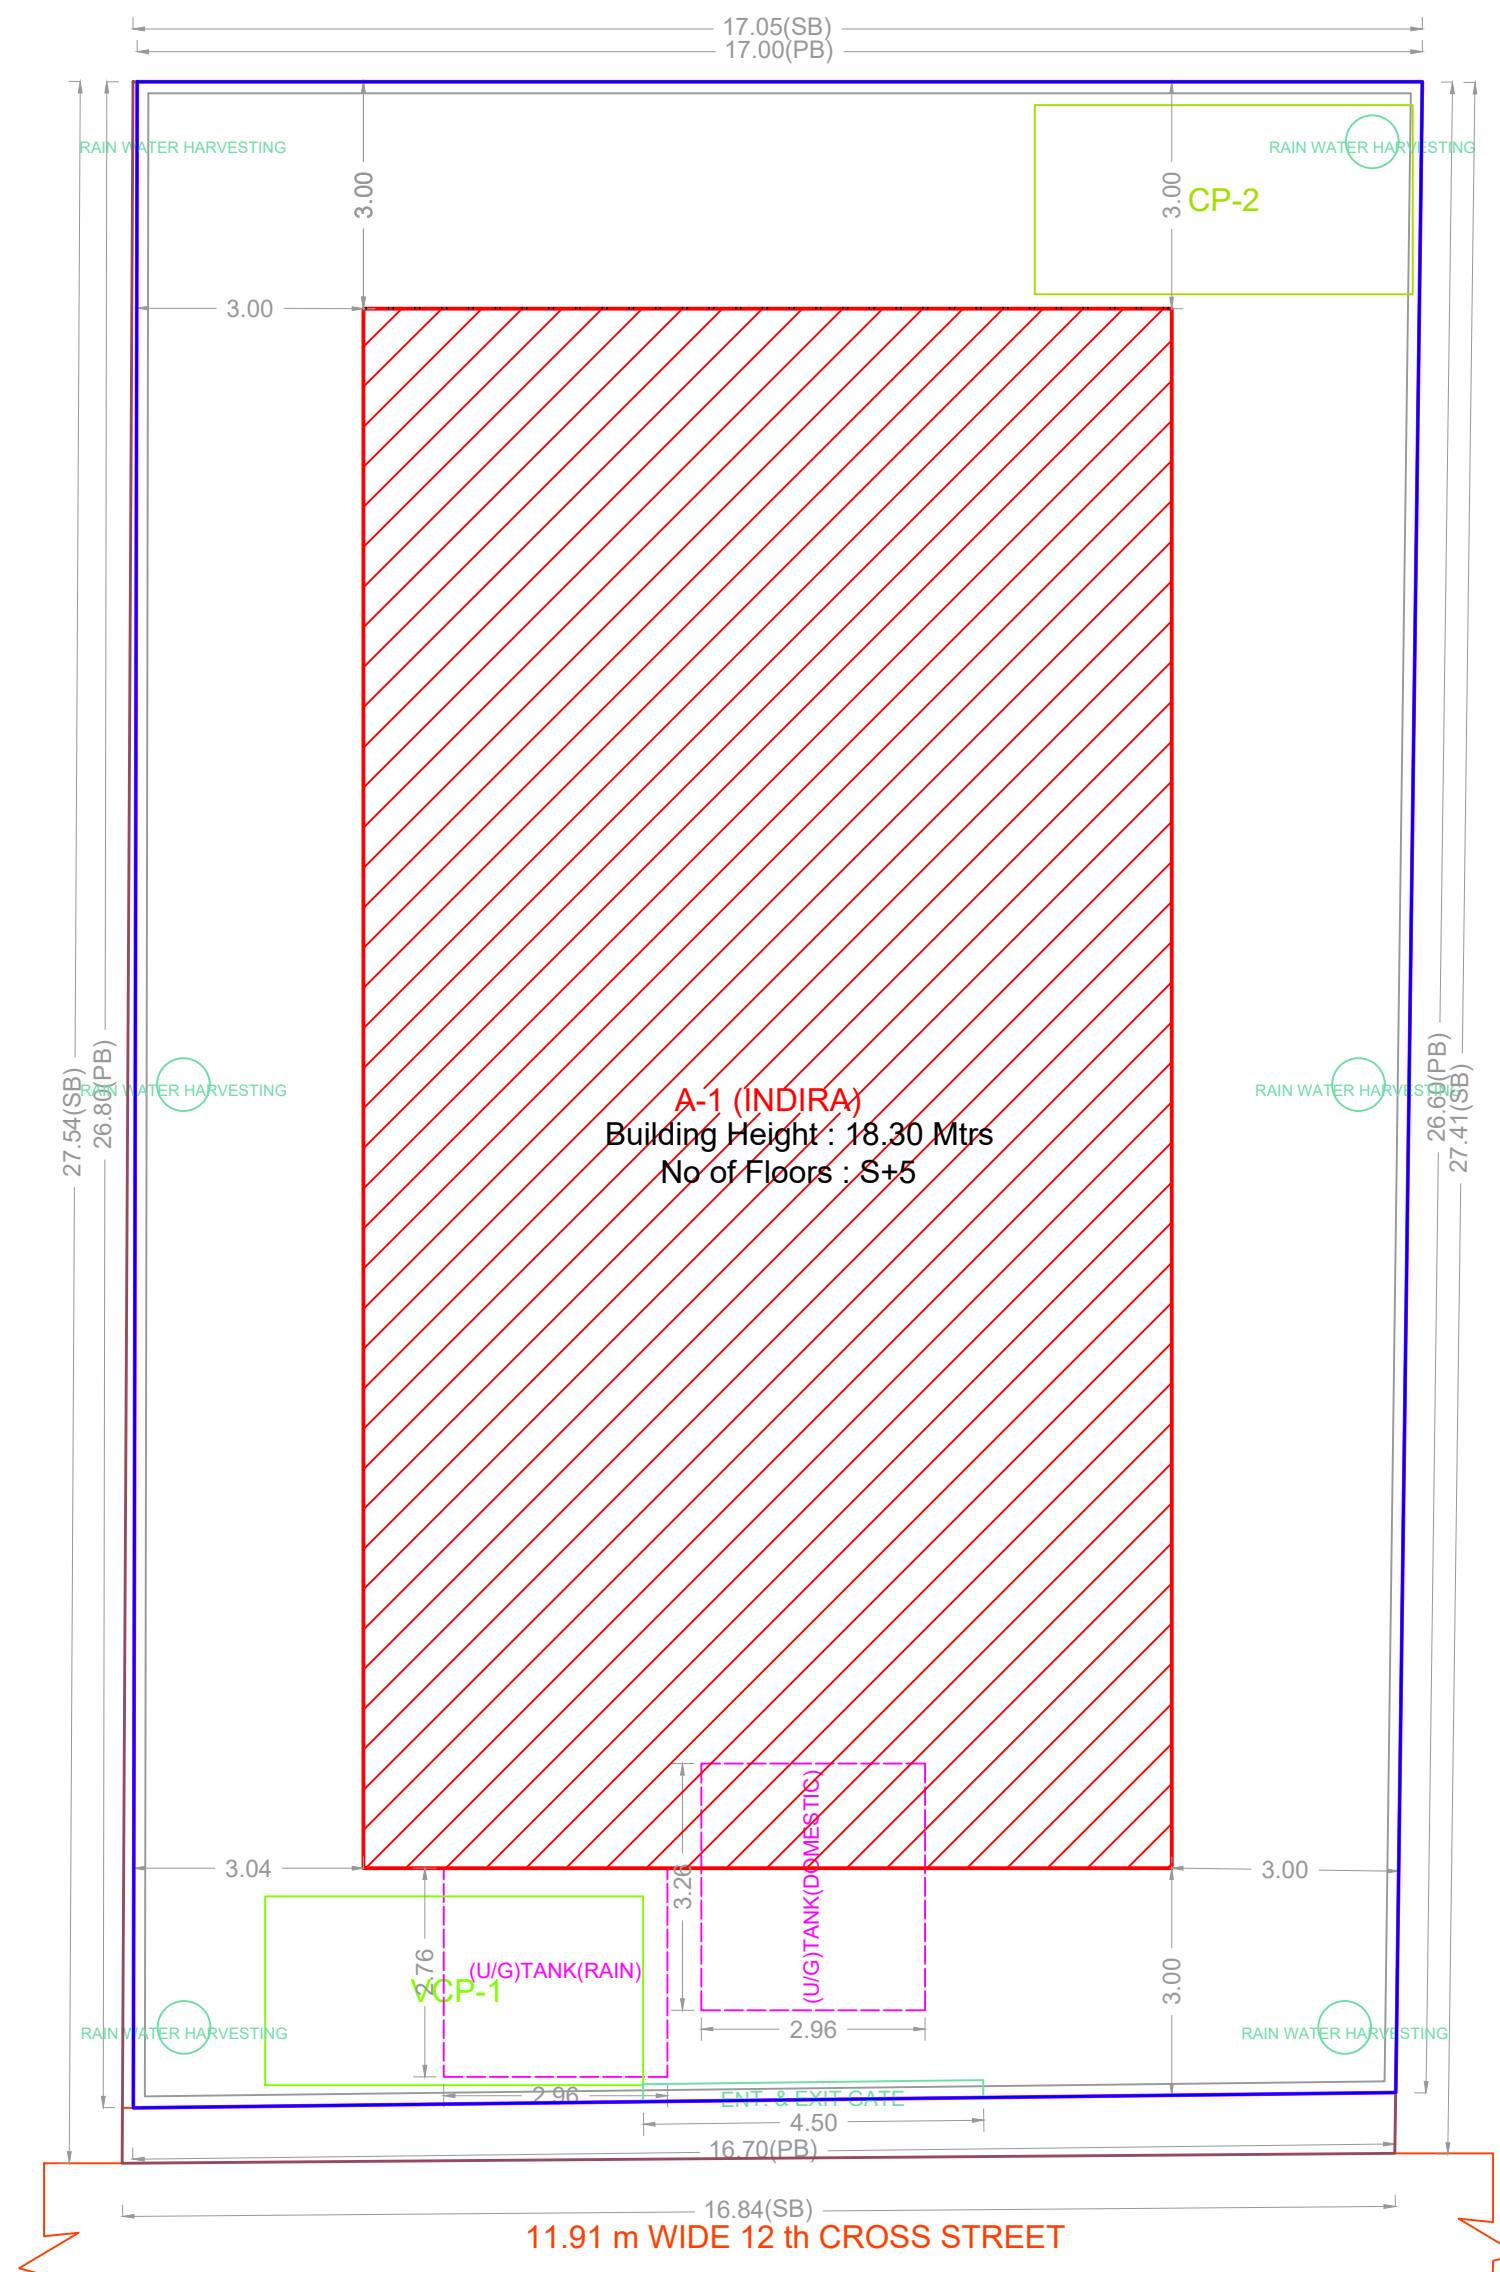 17.05(SB)
17.00(PB)
RAIN WATER HARVESTING
RAIN WATER HARVESTING
3.00
3.00
CP-2
3.00
27.54(SB)
26.80(PB)
RAIN WATER HARVESTING
A-1 (INDIRA)
Building Height : 18.30 Mtrs
No of Floors : S+5
RAIN WATER HARVESTING
26.60(PB)
27.41(SB)
3.04
3.26
(U/G)TANK(DOMESTIC)
3.00
2.76
(U/G)TANK(RAIN)
VCP-1
3.00
2.96
RAIN WATER HARVESTING
RAIN WATER HARVESTING
2.96
ENT. & EXIT GATE
4.50
16.70(PB)
16.84(SB)
11.91 m WIDE 12 th CROSS STREET